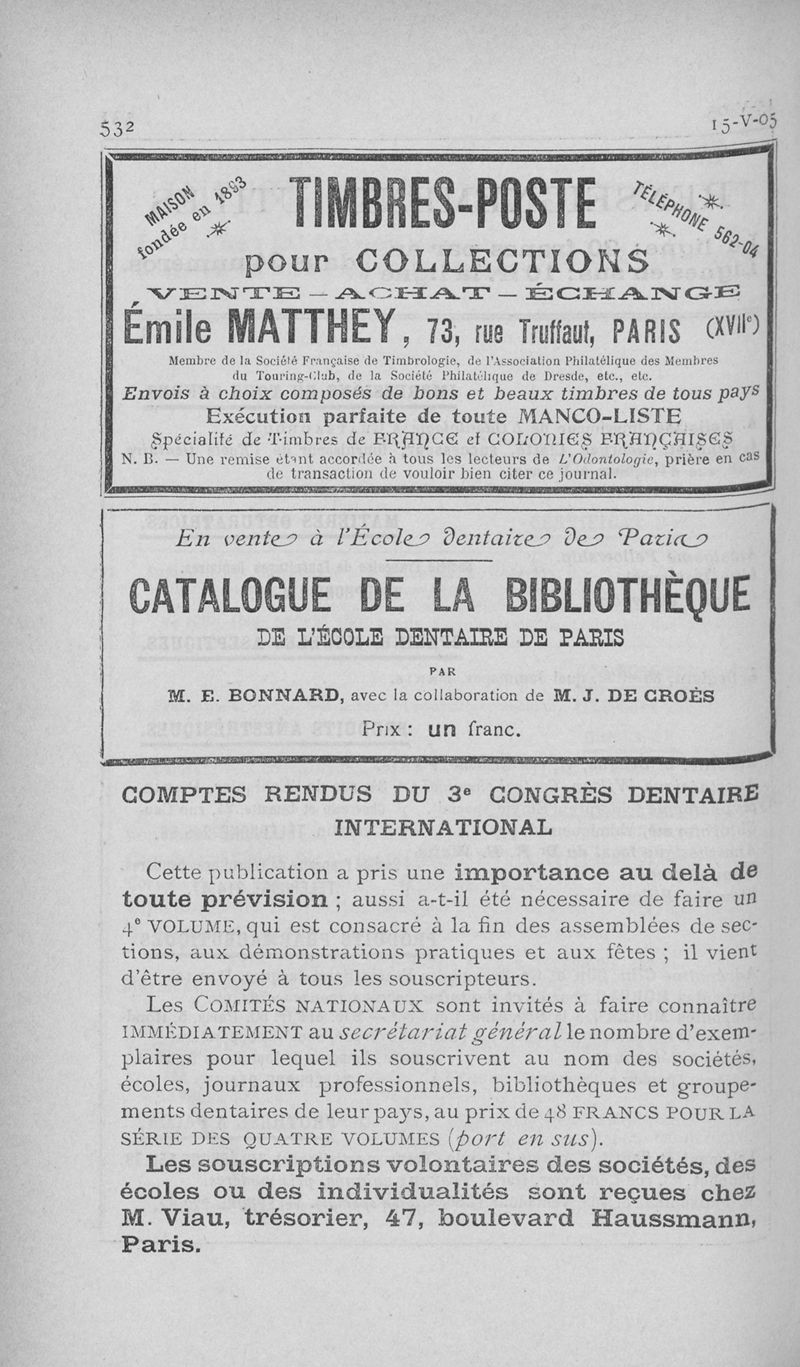 532
15-V-05
MAISON
fondée en 1893
TIMBRES-POSTE
TÉLÉPHONE 562-04
pour COLLECTIONS
VENTE — ACHAT — ÉCHANGE
Émile MATTHEY, 73, rue Truffaut, PARIS (XVIIe)
Membre de la Société Française de Timbrologie, de l'Association Philatélique des Membres
du Touring-Club, de la Société Philatélique de Dresde, etc., etc.
Envois à choix composés de bons et beaux timbres de tous pays
Exécution parfaite de toute MANCO-LISTE
Spécialité de Timbres de FRANCE et COLONIES FRANÇAISES
N. B. — Une remise étant accordée à tous les lecteurs de L'Odontologie, prière en cas
de transaction de vouloir bien citer ce journal.
En vente à l'École dentaire de Paris
CATALOGUE DE LA BIBLIOTHÈQUE
DE L'ÉCOLE DENTAIRE DE PARIS
PAR
M. E. BONNARD, avec la collaboration de M. J. DE CROÈS
Prix : un franc.
COMPTES RENDUS DU 3e CONGRÈS DENTAIRE
INTERNATIONAL
Cette publication a pris une importance au delà de
toute prévision ; aussi a-t-il été nécessaire de faire un
4e VOLUME, qui est consacré à la fin des assemblées de sec-
tions, aux démonstrations pratiques et aux fêtes ; il vient
d'être envoyé à tous les souscripteurs.
Les COMITÉS NATIONAUX sont invités à faire connaître
IMMÉDIATEMENT au secrétariat général le nombre d'exem-
plaires pour lequel ils souscrivent au nom des sociétés,
écoles, journaux professionnels, bibliothèques et groupe-
ments dentaires de leur pays, au prix de 48 FRANCS POUR LA
SÉRIE DES QUATRE VOLUMES (port en sus).
Les souscriptions volontaires des sociétés, des
écoles ou des individualités sont reçues chez
M. Viau, trésorier, 47, boulevard Haussmann,
Paris.